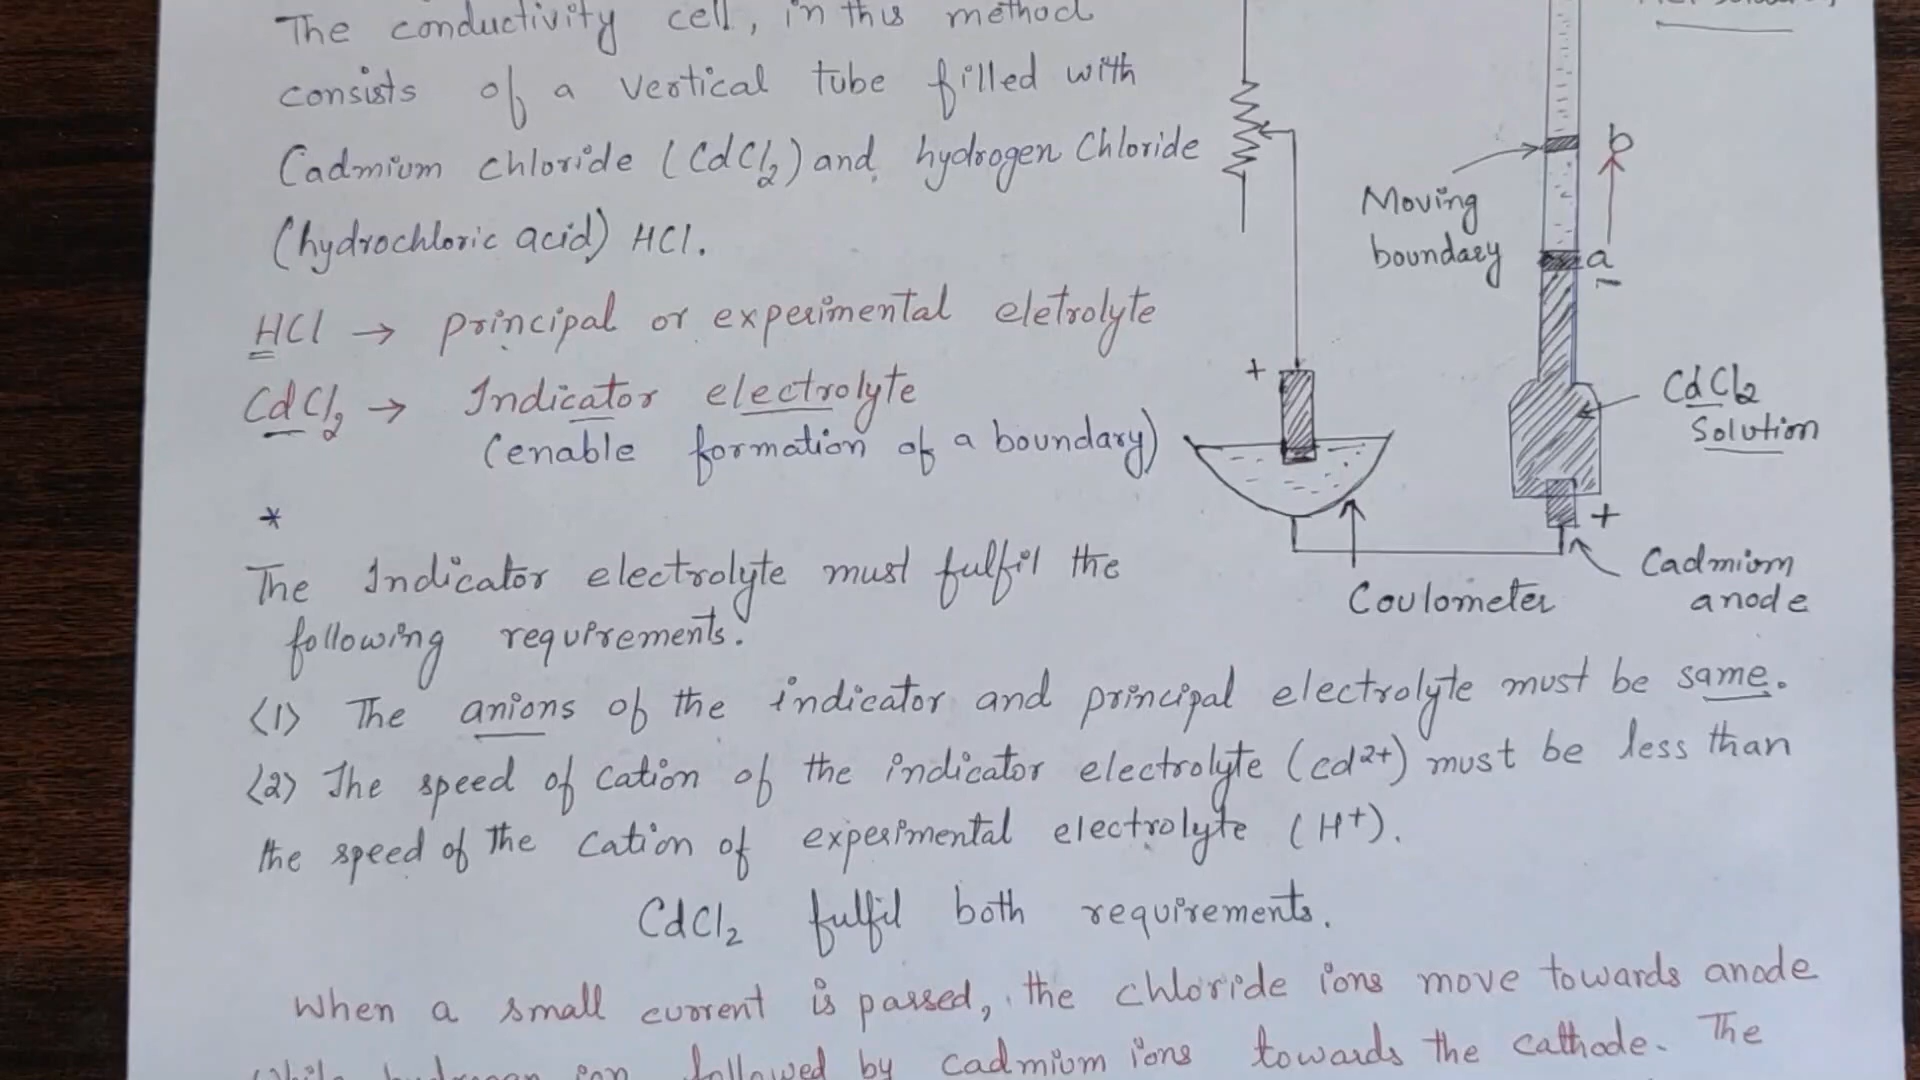 The conductivity cell, in this method
consists of a vertical tube filled with
Cadmium chloride (CdCl2) and hydrogen Chloride
(hydrochloric acid) HCl.
HCl → principal or experimental eletrolyte
CdCl2 → Indicator electrolyte
(enable formation of a boundary)
*
The Indicator electrolyte must fulfil the
following requirements.
(1) The anions of the indicator and principal electrolyte must be same.
(2) The speed of cation of the indicator electrolyte (cd2+) must be less than
the speed of the cation of experimental electrolyte (H+).
CdCl2 fulfil both requirements.
When a small current is passed, the chloride ions move towards anode
followed by cadmium ions towards the cathode. The
b
Moving
boundary
a
+
CdCl2
Solution
+
Cadmium
anode
Coulometer